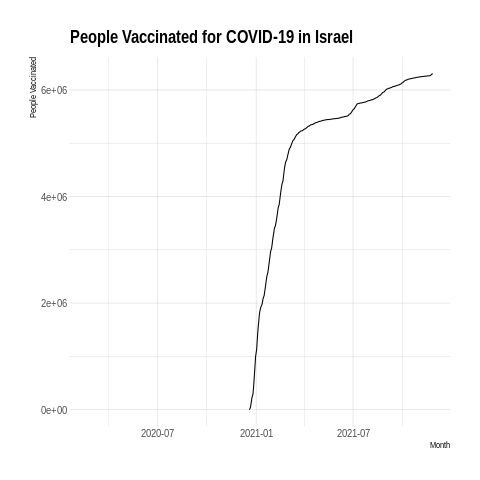 People Vaccinated for COVID-19 in Israel
People Vaccinated
6e+06
4e+06
2e+06
0e+00
2020-07 2021-01 2021-07
Month